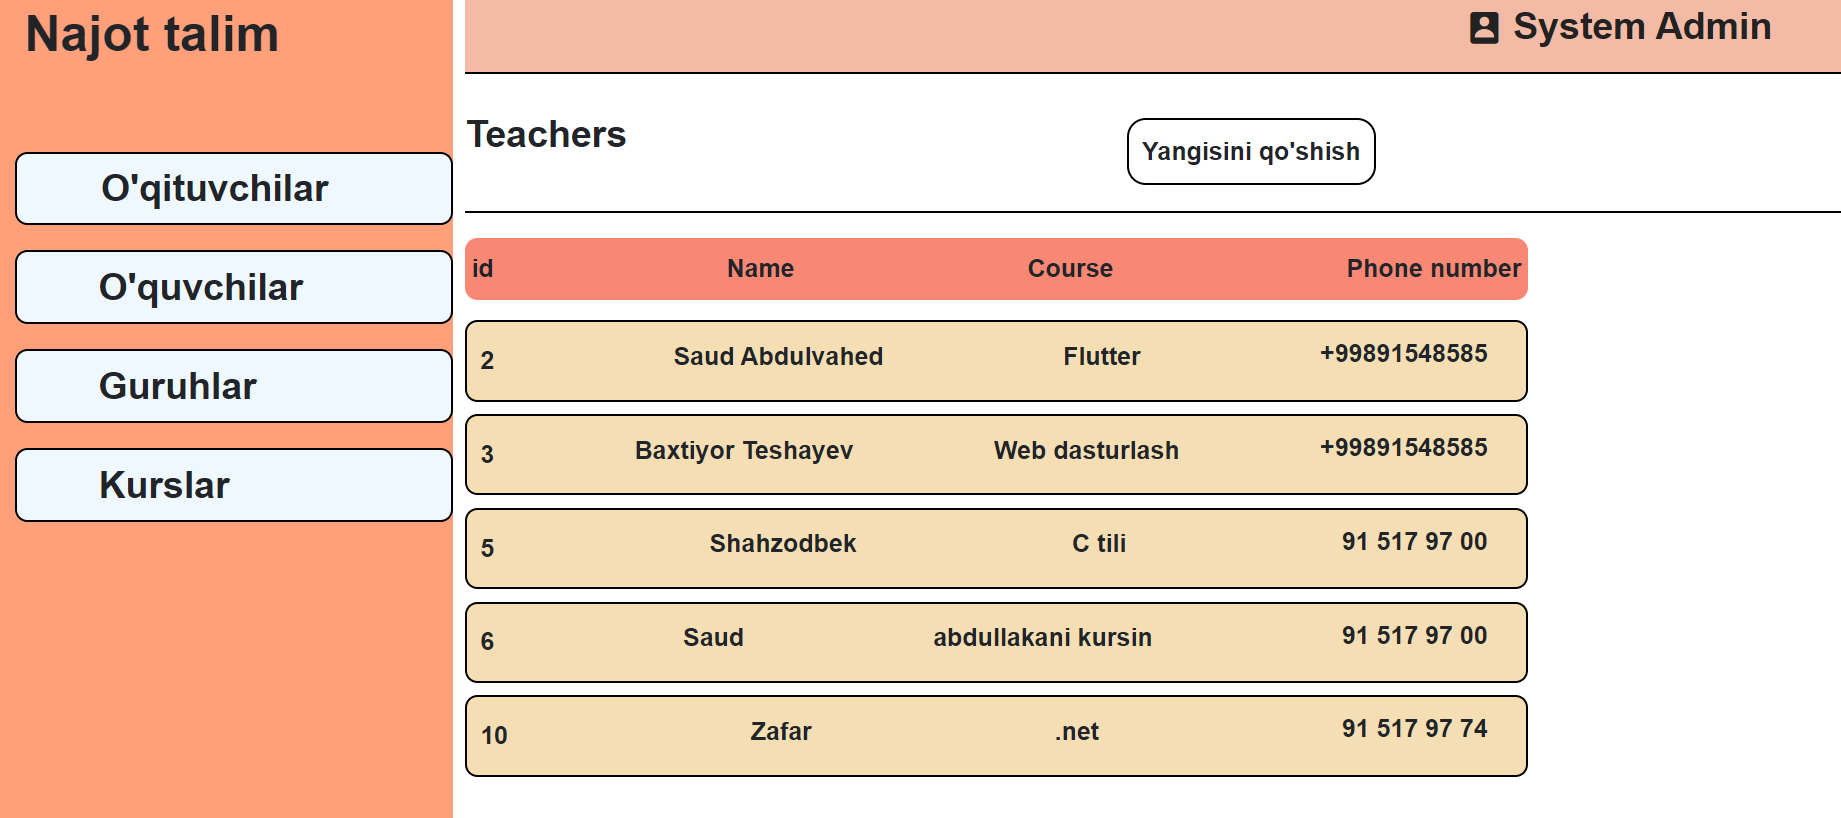 Najot talim
System Admin
O'qituvchilar
O'quvchilar
Guruhlar
Kurslar
Teachers
Yangisini qo'shish
id Name Course Phone number
2 Saud Abdulvahed Flutter +99891548585
3 Baxtiyor Teshayev Web dasturlash +99891548585
5 Shahzodbek C tili 91 517 97 00
6 Saud abdullakani kursin 91 517 97 00
10 Zafar .net 91 517 97 74